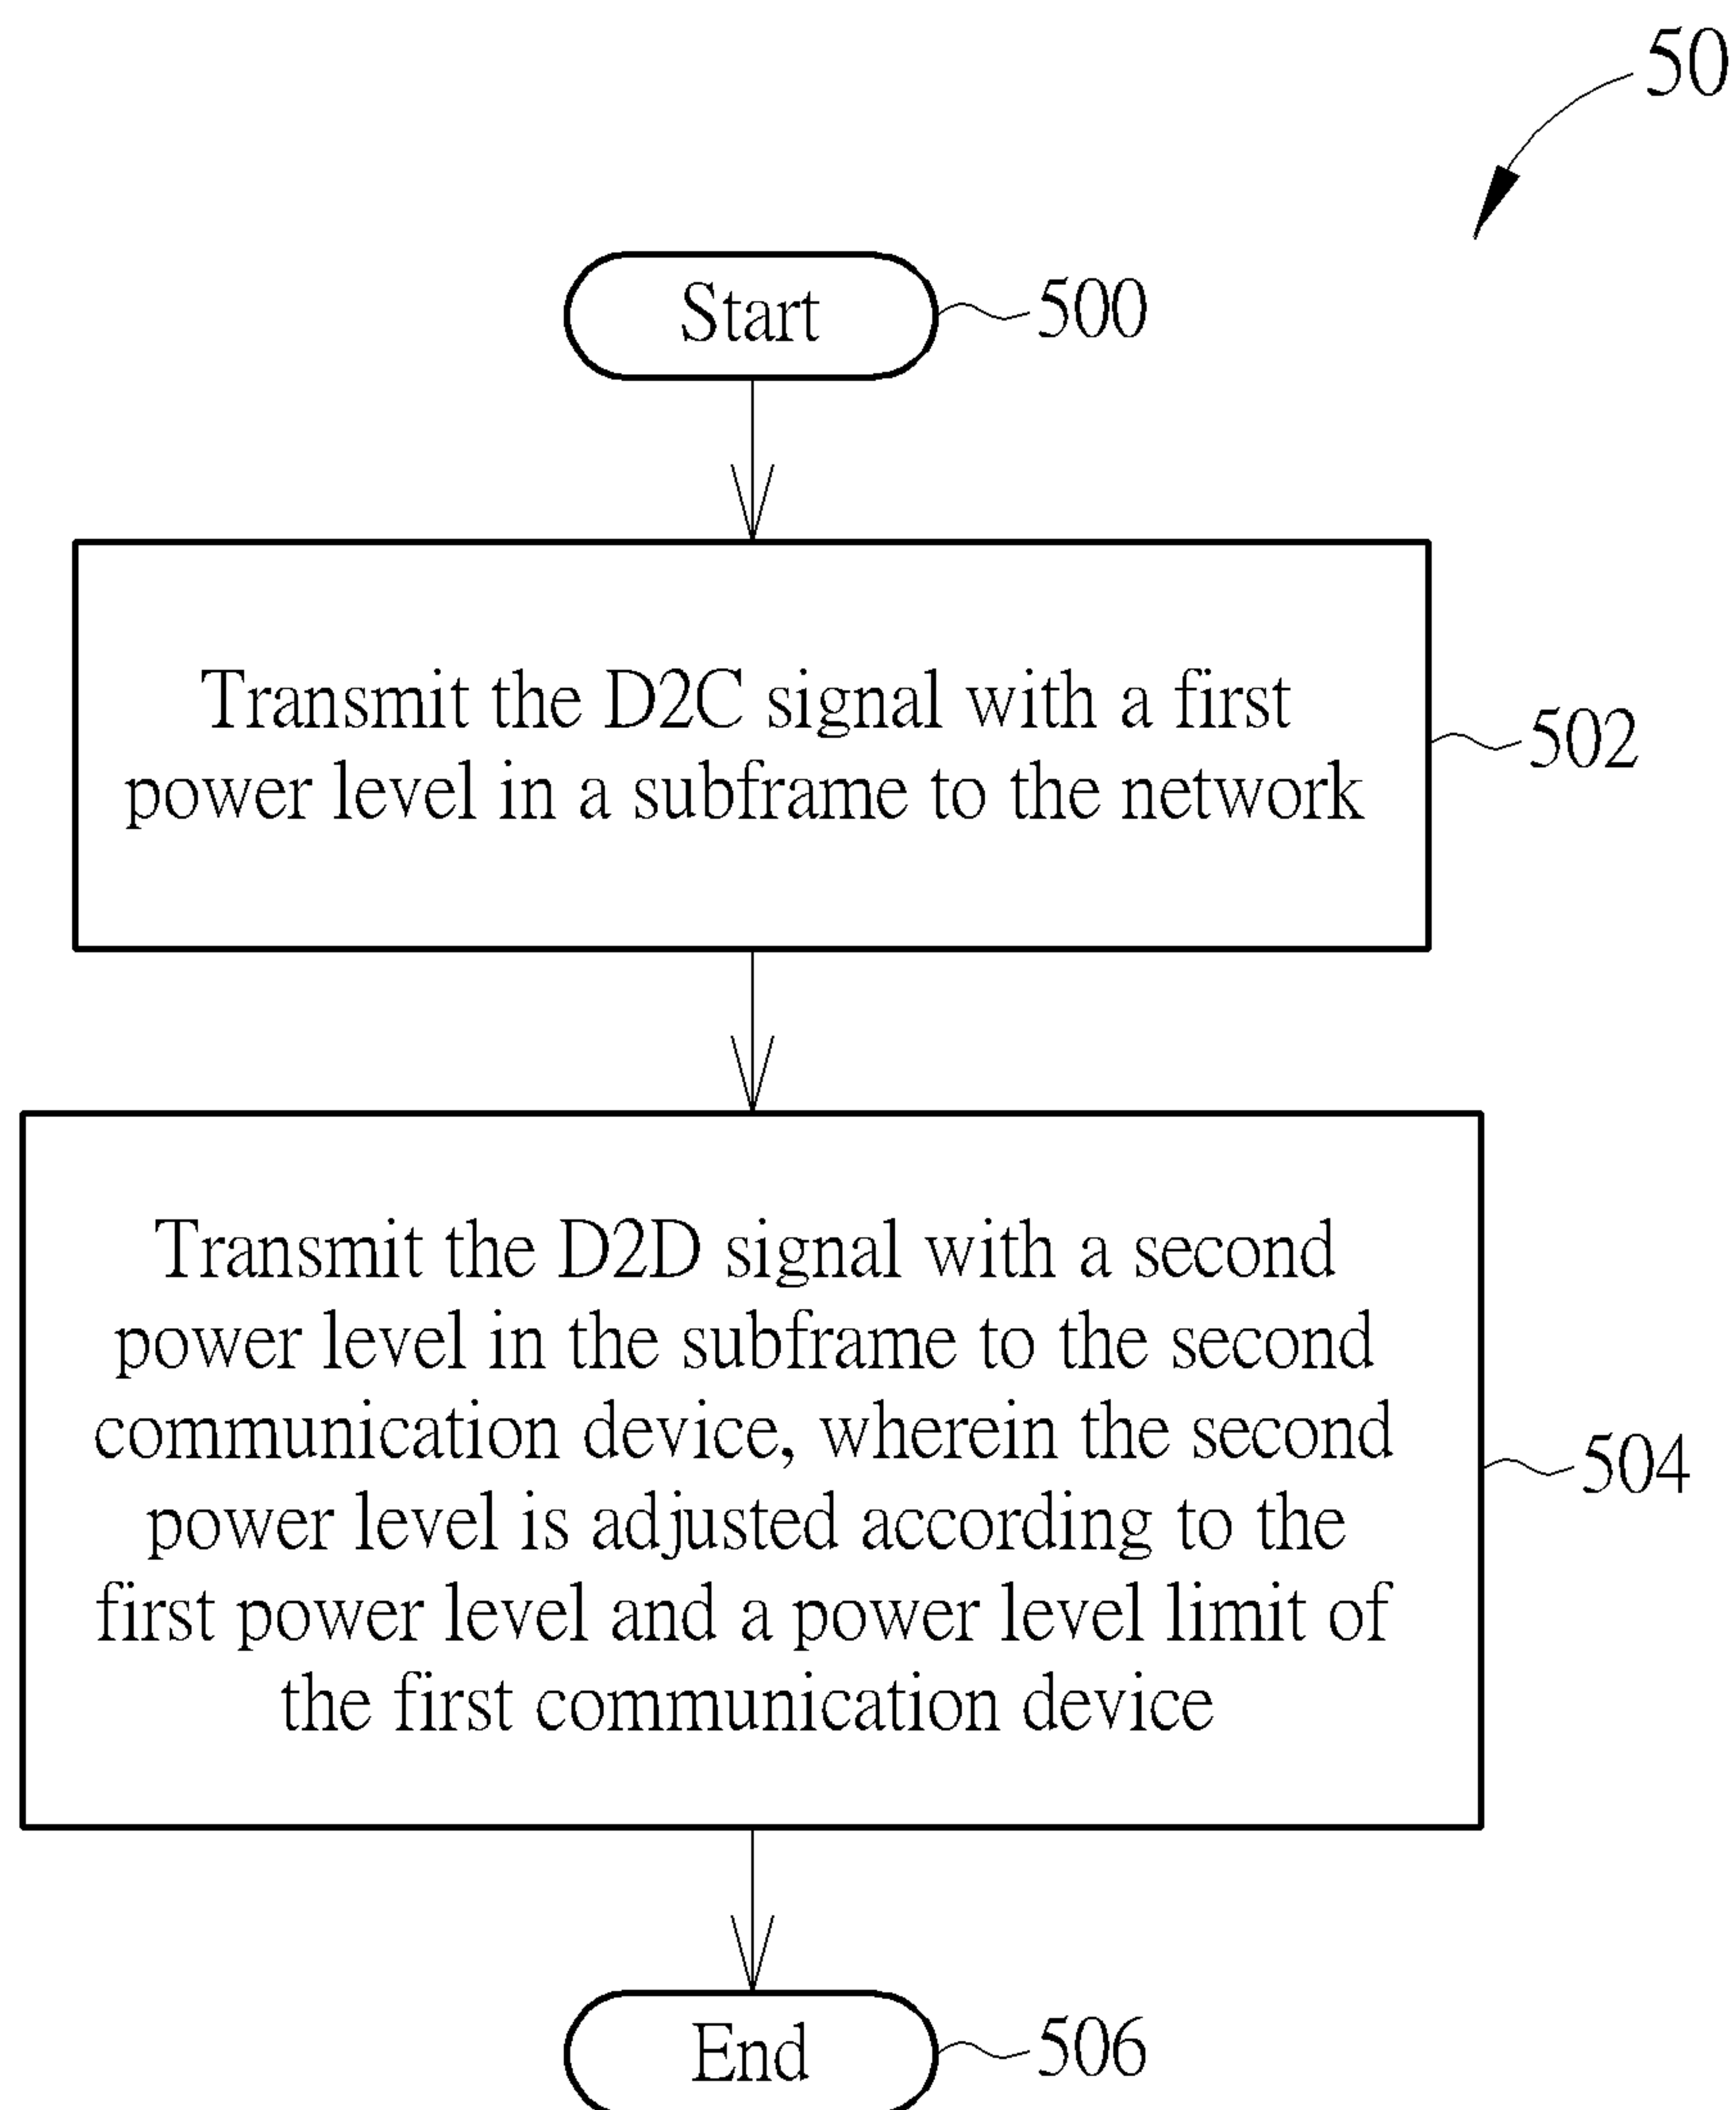 50
Start
500
Transmit the D2C signal with a first
power level in a subframe to the network
502
Transmit the D2D signal with a second
power level in the subframe to the second
communication device, wherein the second
power level is adjusted according to the
first power level and a power level limit of
the first communication device
504
End
506